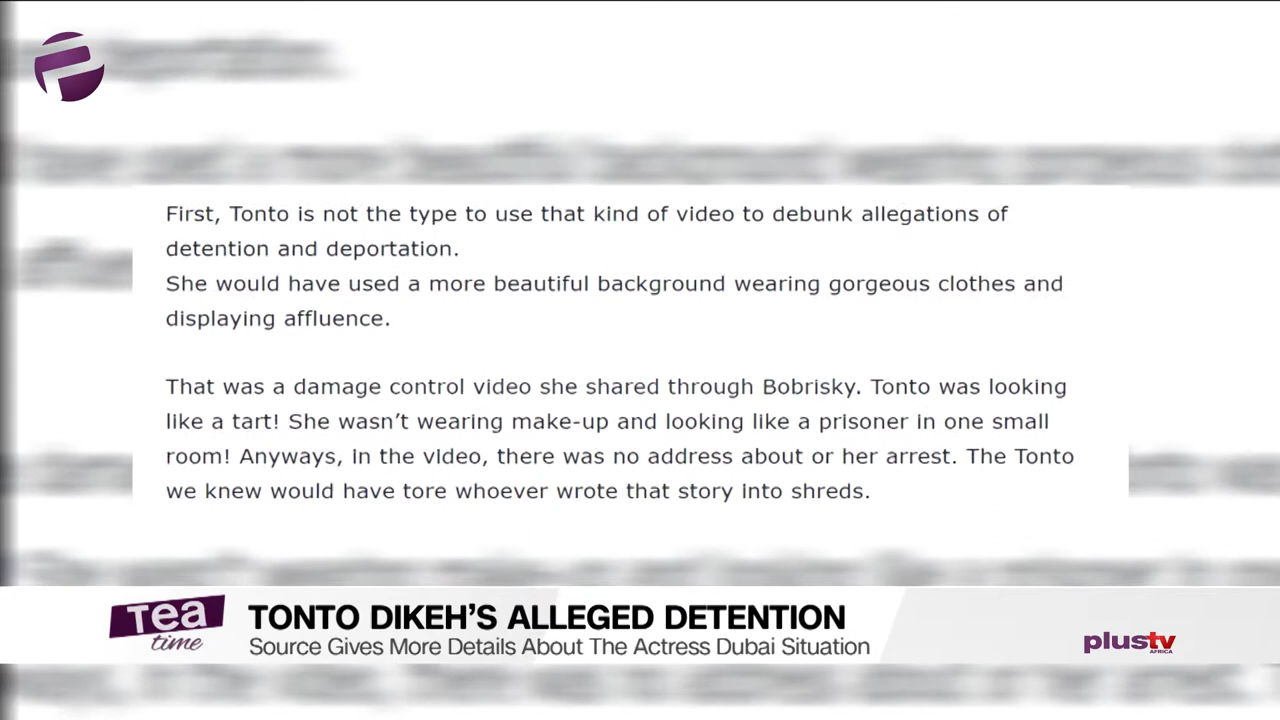 First, Tonto is not the type to use that kind of video to debunk allegations of
detention and deportation.
She would have used a more beautiful background wearing gorgeous clothes and
displaying affluence.
That was a damage control video she shared through Bobrisky. Tonto was looking
like a tart! She wasn't wearing make-up and looking like a prisoner in one small
room! Anyways, in the video, there was no address about or her arrest. The Tonto
we knew would have tore whoever wrote that story into shreds.
Tea
time
TONTO DIKEH'S ALLEGED DETENTION
Source Gives More Details About The Actress Dubai Situation
plustv
AFRICA